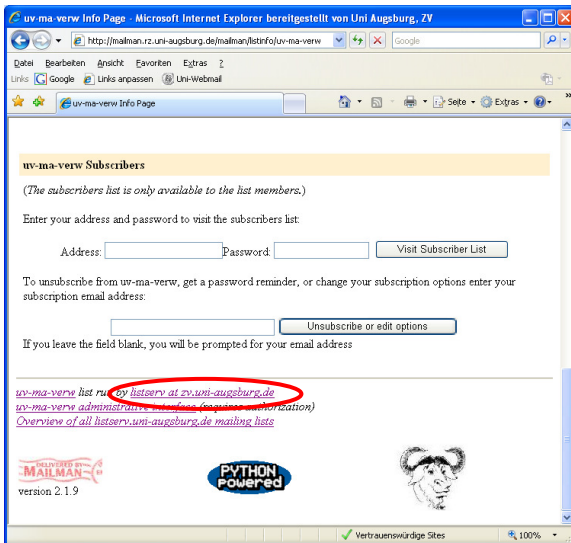 uv-ma-verw Info Page - Microsoft Internet Explorer bereitgestellt von Uni Augsburg, ZV
http://mailman.rz.uni-augsburg.de/mailman/listinfo/uv-ma-verw
Google
Datei Bearbeiten Ansicht Favoriten Extras ?
Links Google Links anpassen Uni-Webmail
uv-ma-verw Info Page
Seite Extras
uv-ma-verw Subscribers
(The subscribers list is only available to the list members.)
Enter your address and password to visit the subscribers list:
Address: Password: Visit Subscriber List
To unsubscribe from uv-ma-verw, get a password reminder, or change your subscription options enter your
subscription email address:
Unsubscribe or edit options
If you leave the field blank, you will be prompted for your email address
uv-ma-verw list run by listserv at zv.uni-augsburg.de
uv-ma-verw administrative interface (requires authorization)
Overview of all listserv.uni-augsburg.de mailing lists
DELIVERED BY
MAILMAN
PYTHON
Powered
version 2.1.9
Vertrauenswürdige Sites 100%